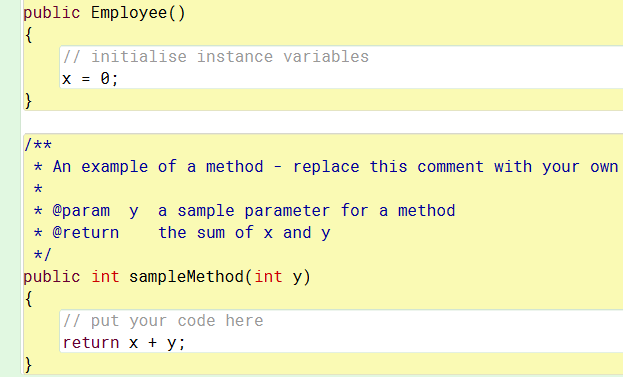 public Employee()
{
// initialise instance variables
x = 0;
}
/**
* An example of a method - replace this comment with your own
*
* @param  y  a sample parameter for a method
* @return    the sum of x and y
*/
public int sampleMethod(int y)
{
// put your code here
return x + y;
}